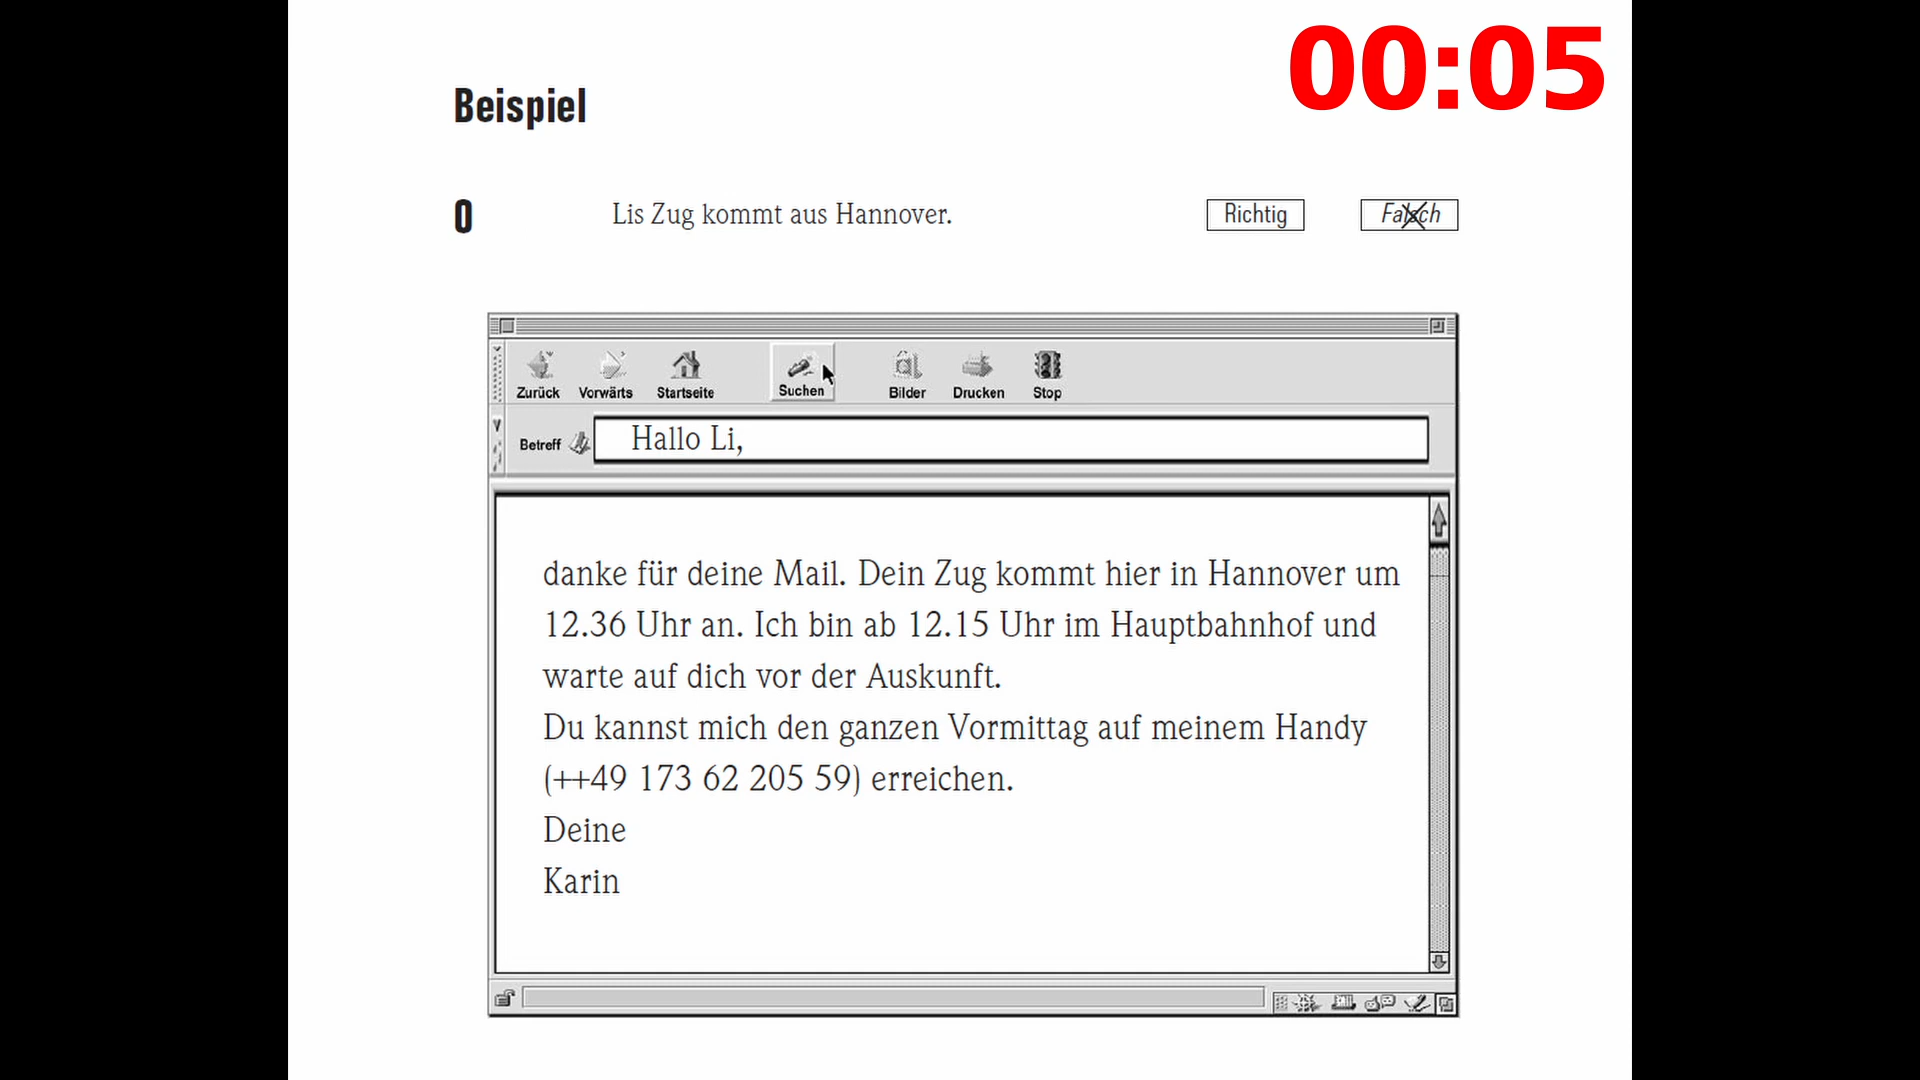 00:05
Beispiel
0 Lis Zug kommt aus Hannover. Richtig Falsch
Zurück Vorwärts Startseite Suchen Bilder Drucken Stop
Betreff Hallo Li,
danke für deine Mail. Dein Zug kommt hier in Hannover um
12.36 Uhr an. Ich bin ab 12.15 Uhr im Hauptbahnhof und
warte auf dich vor der Auskunft.
Du kannst mich den ganzen Vormittag auf meinem Handy
(++49 173 62 205 59) erreichen.
Deine
Karin